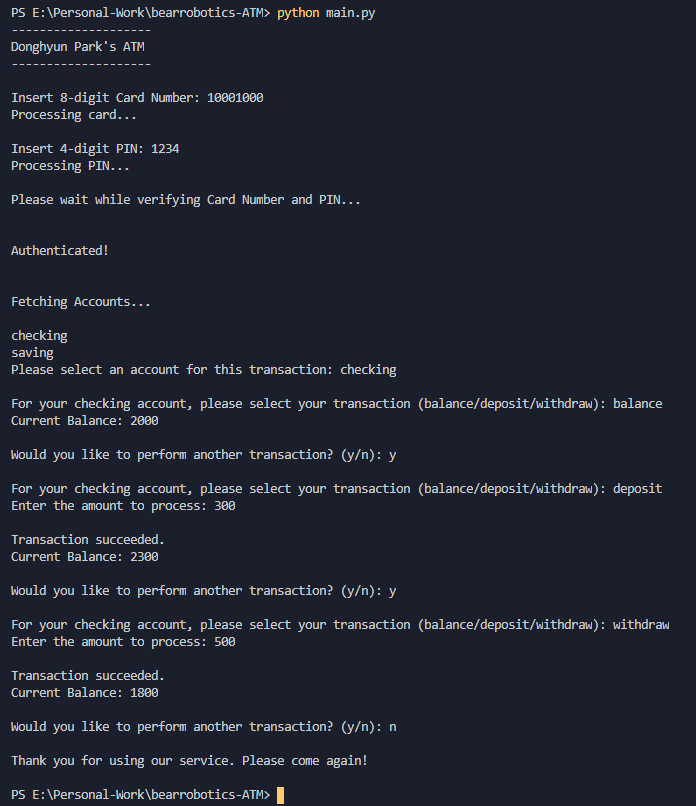 PS E:\Personal-Work\bearrobotics-ATM> python main.py
--------------------
Donghyun Park's ATM
--------------------
Insert 8-digit Card Number: 10001000
Processing card...
Insert 4-digit PIN: 1234
Processing PIN...
Please wait while verifying Card Number and PIN...
Authenticated!
Fetching Accounts...
checking
saving
Please select an account for this transaction: checking
For your checking account, please select your transaction (balance/deposit/withdraw): balance
Current Balance: 2000
Would you like to perform another transaction? (y/n): y
For your checking account, please select your transaction (balance/deposit/withdraw): deposit
Enter the amount to process: 300
Transaction succeeded.
Current Balance: 2300
Would you like to perform another transaction? (y/n): y
For your checking account, please select your transaction (balance/deposit/withdraw): withdraw
Enter the amount to process: 500
Transaction succeeded.
Current Balance: 1800
Would you like to perform another transaction? (y/n): n
Thank you for using our service. Please come again!
PS E:\Personal-Work\bearrobotics-ATM>